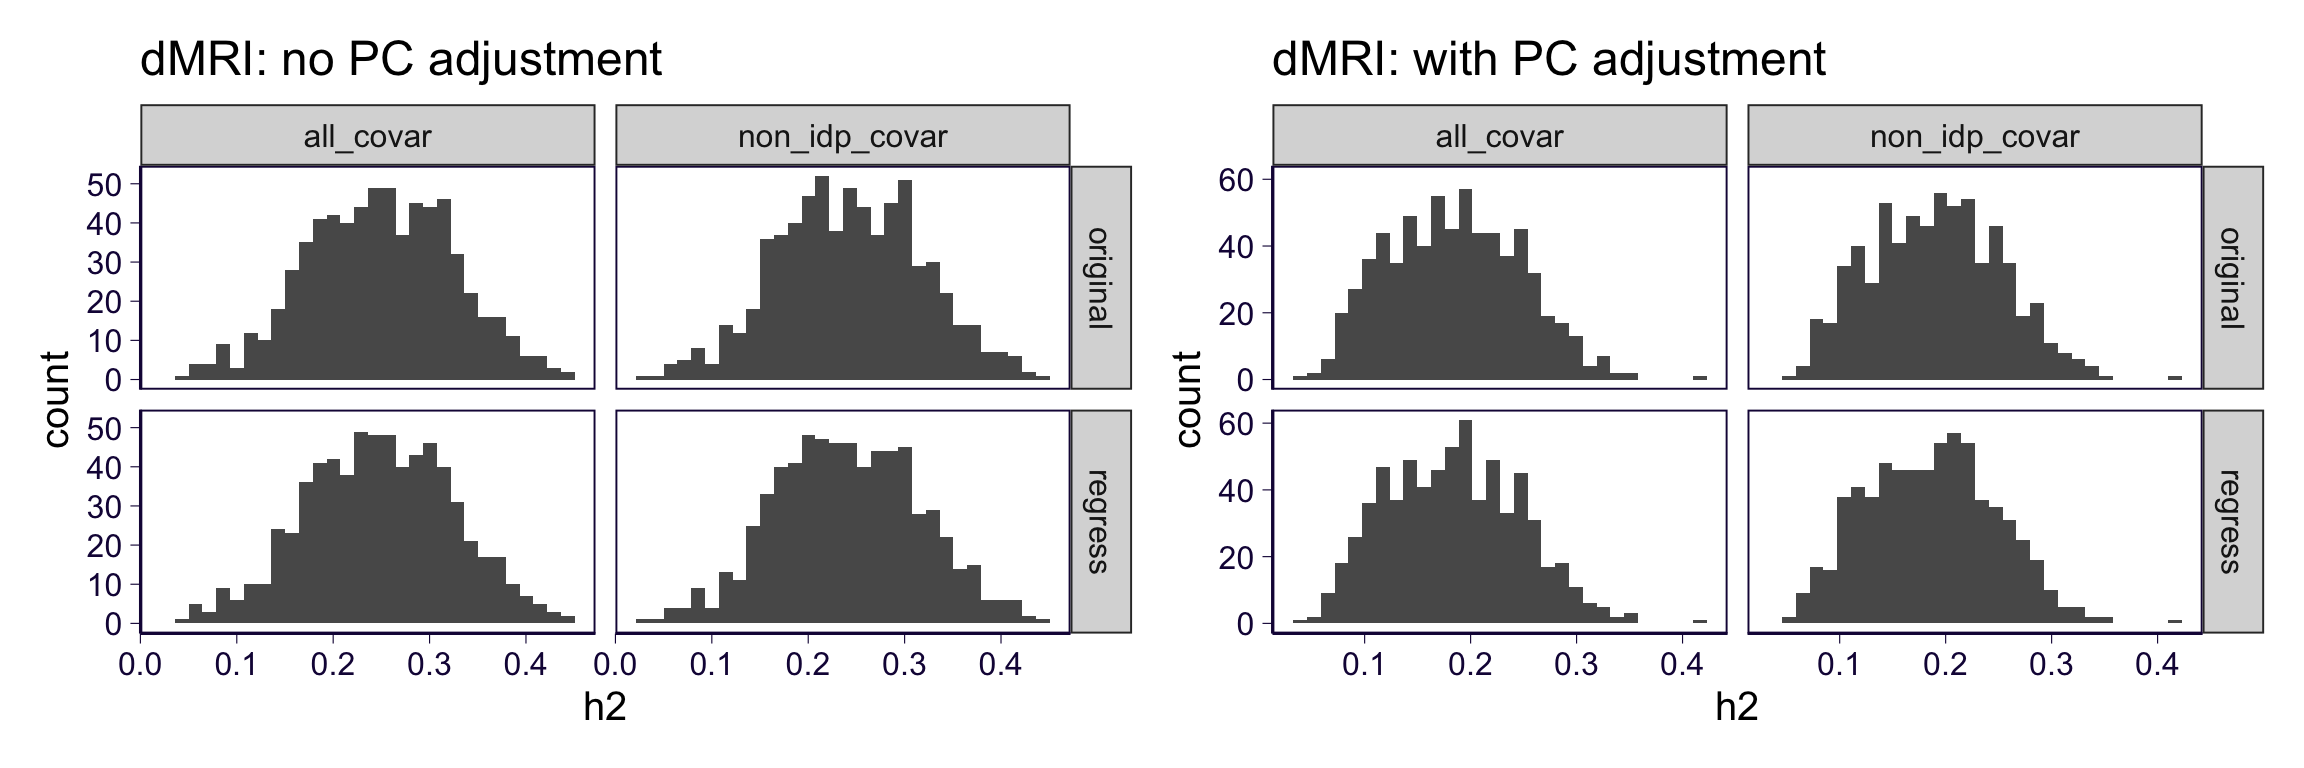 dMRI: no PC adjustment
all_covar
non_idp_covar
50
40
30
20
10
0
original
50
40
30
20
10
0
regress
count
0.0 0.1 0.2 0.3 0.4
0.0 0.1 0.2 0.3 0.4
h2
dMRI: with PC adjustment
all_covar
non_idp_covar
60
40
20
0
original
60
40
20
0
regress
count
0.1 0.2 0.3 0.4
0.1 0.2 0.3 0.4
h2